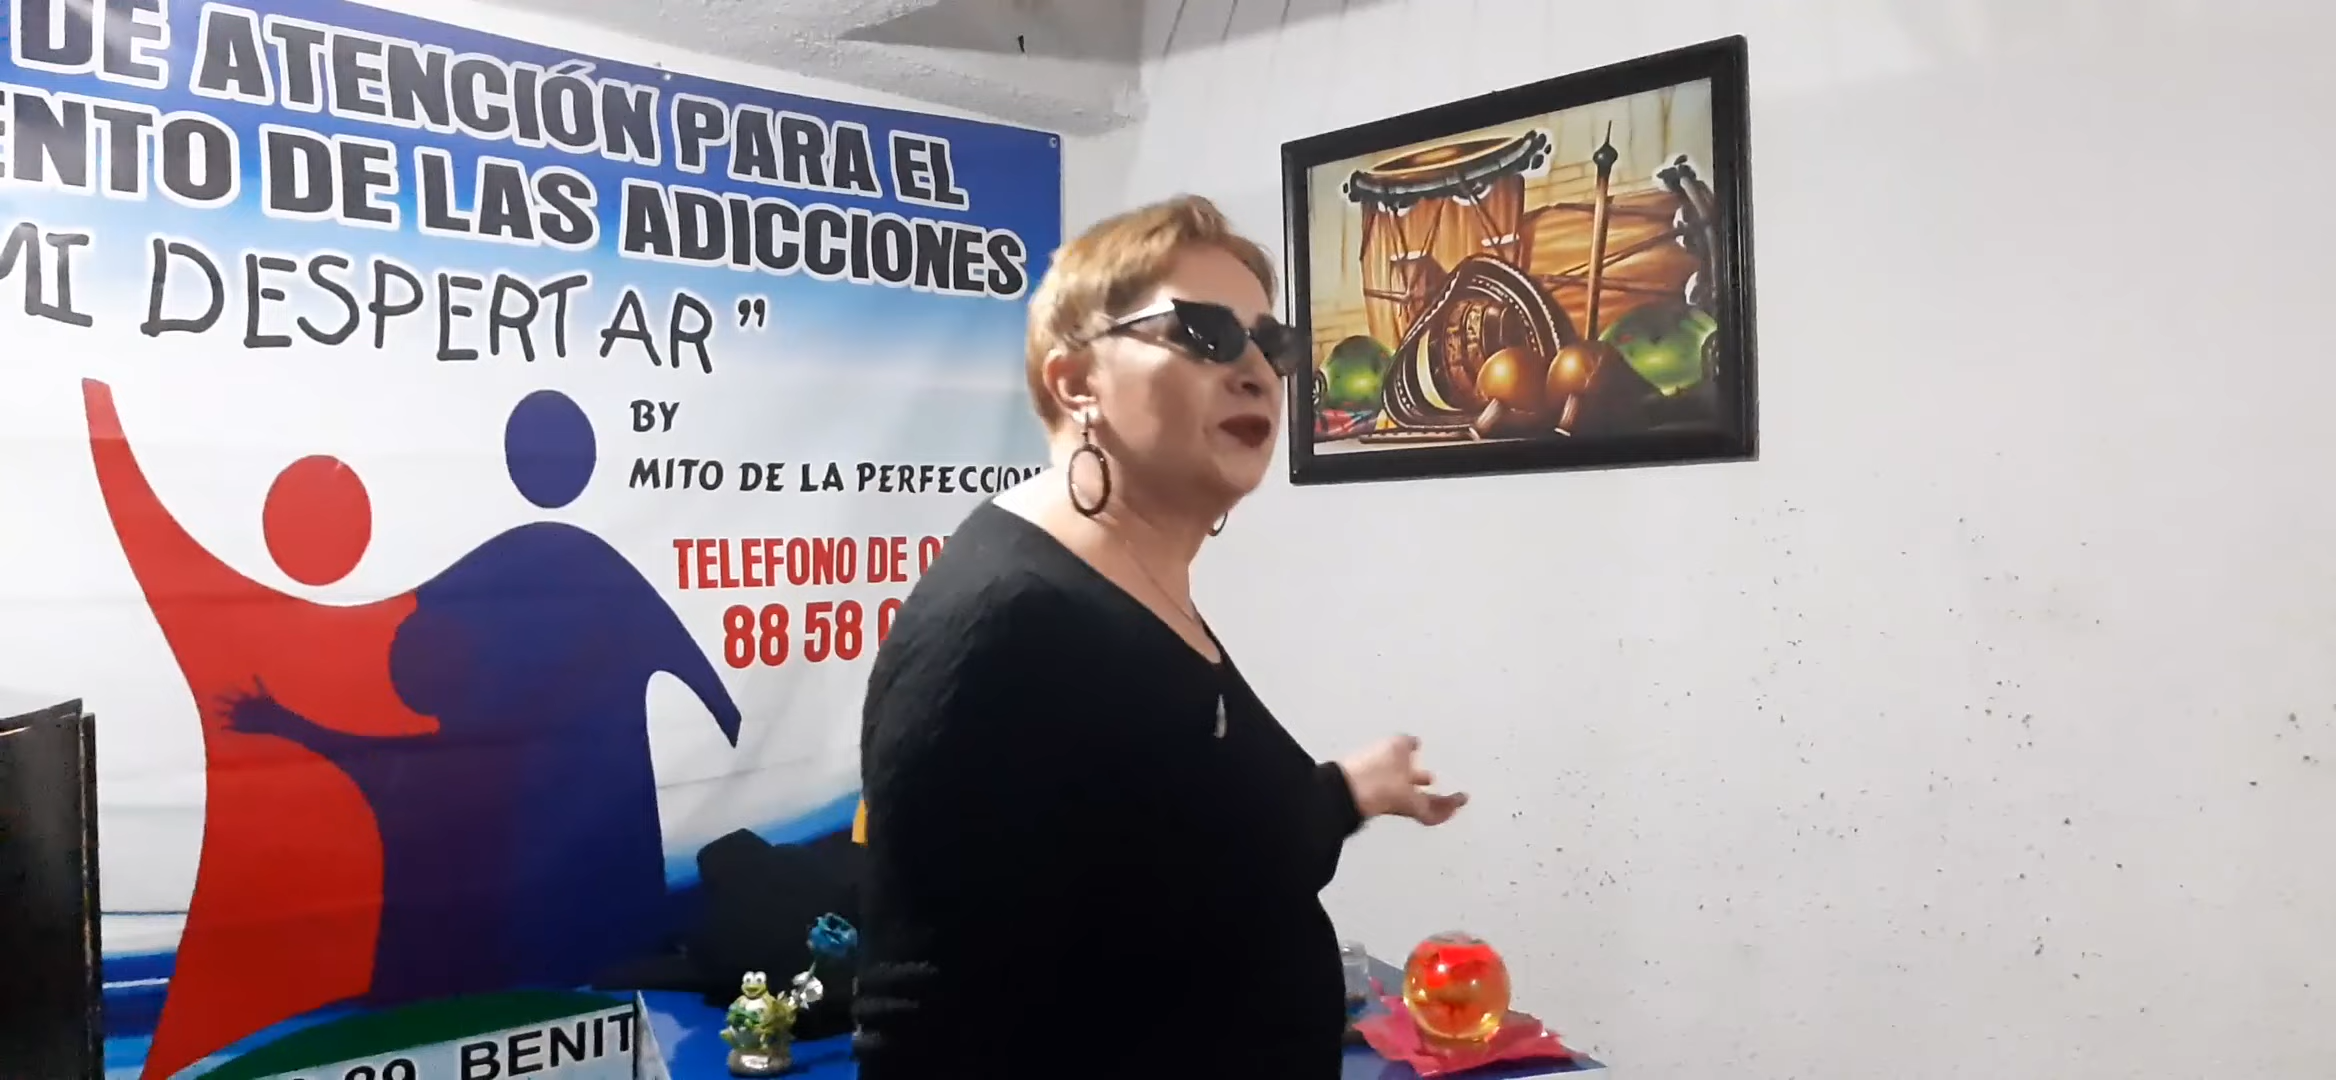 DE ATENCIÓN PARA EL
ENTO DE LAS ADICCIONES
MI DESPERTAR"
BY
MITO DE LA PERFECCION
TELEFONO DE
88 58
89 BENIT